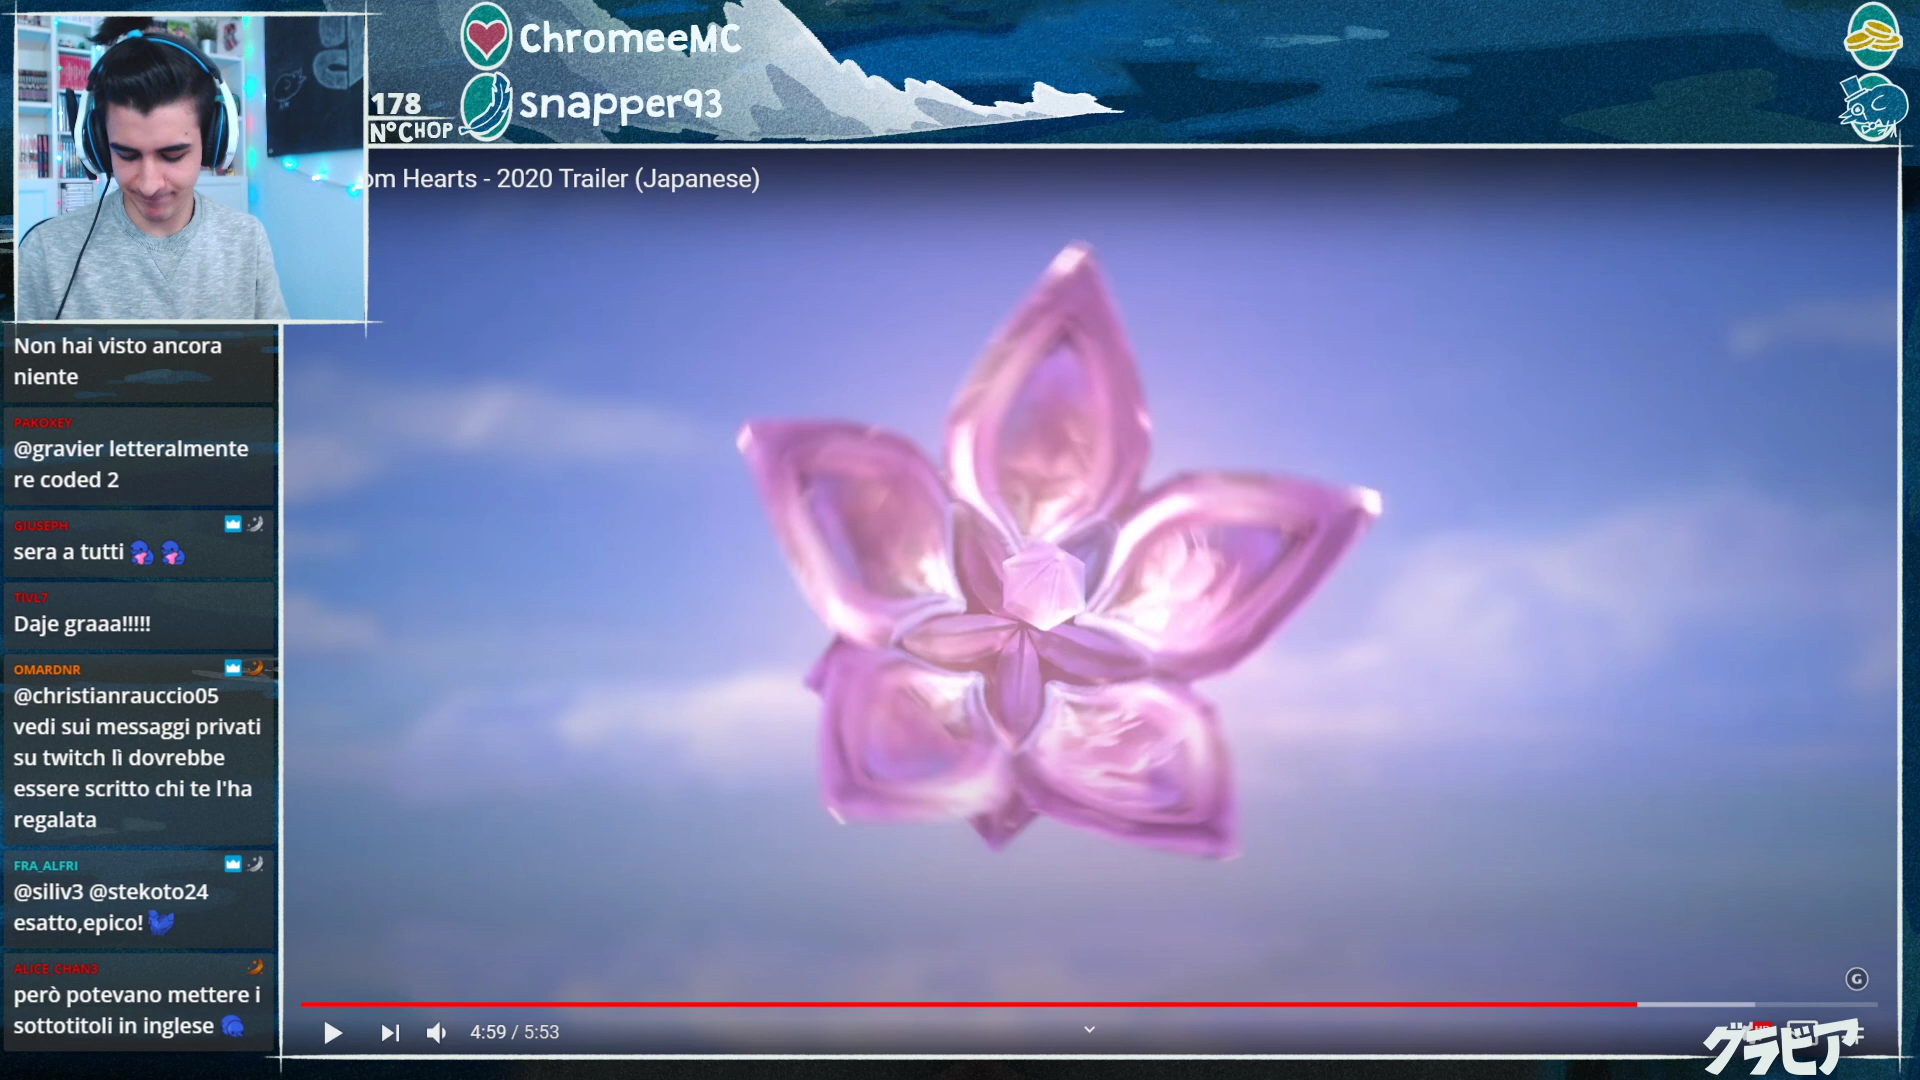 ChromeeMC
178
N°CHOP
snapper93
om Hearts - 2020 Trailer (Japanese)
Non hai visto ancora
niente
PAKOXEY
@gravier letteralmente
re coded 2
GIUSEPH
sera a tutti
TIVL7
Daje graaa!!!!!
OMARDNR
@christianrauccio05
vedi sui messaggi privati
su twitch lì dovrebbe
essere scritto chi te l'ha
regalata
FRA_ALFRI
@siliv3 @stekoto24
esatto,epico!
ALICE_CHAN3
però potevano mettere i
sottotitoli in inglese
G
4:59 / 5:53
グラビア